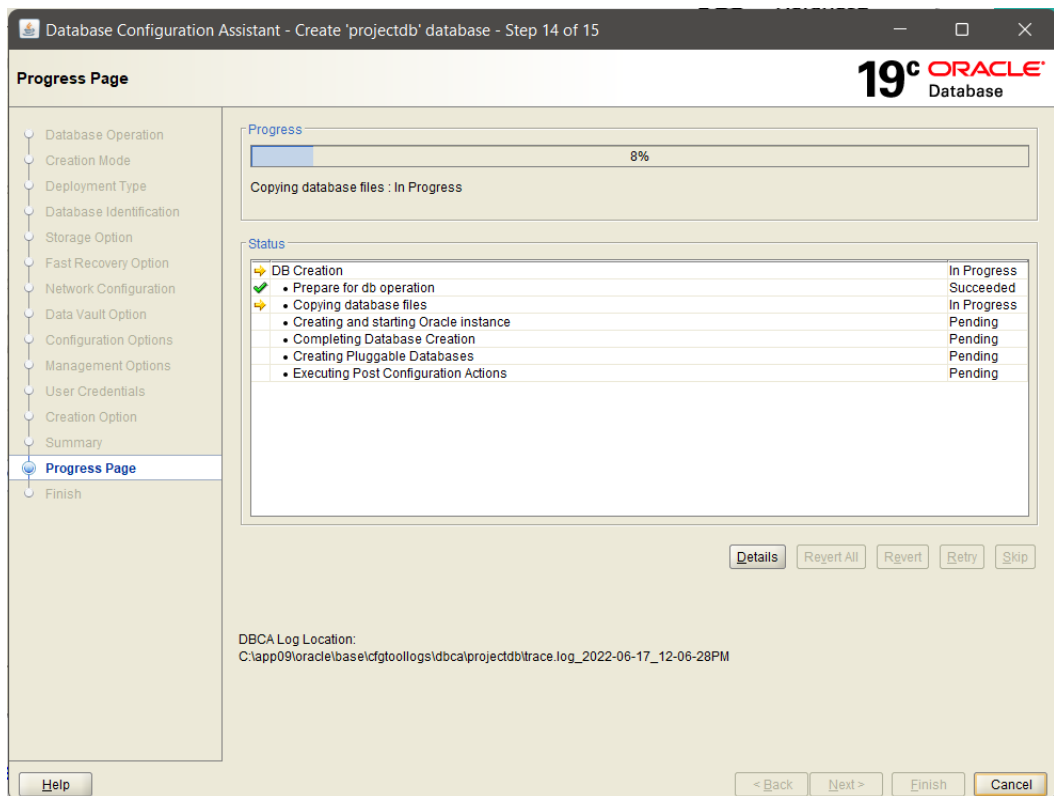 Database Configuration Assistant - Create 'projectdb' database - Step 14 of 15
Progress Page
19c ORACLE
Database
Database Operation
Creation Mode
Deployment Type
Database Identification
Storage Option
Fast Recovery Option
Network Configuration
Data Vault Option
Configuration Options
Management Options
User Credentials
Creation Option
Summary
Progress Page
Finish
Progress
8%
Copying database files : In Progress
Status
DB Creation In Progress
• Prepare for db operation Succeeded
• Copying database files In Progress
• Creating and starting Oracle instance Pending
• Completing Database Creation Pending
• Creating Pluggable Databases Pending
• Executing Post Configuration Actions Pending
Details Revert All Revert Retry Skip
DBCA Log Location:
C:\app09\oracle\base\cfgtoollogs\dbca\projectdb\trace.log_2022-06-17_12-06-28PM
Help < Back Next > Finish Cancel